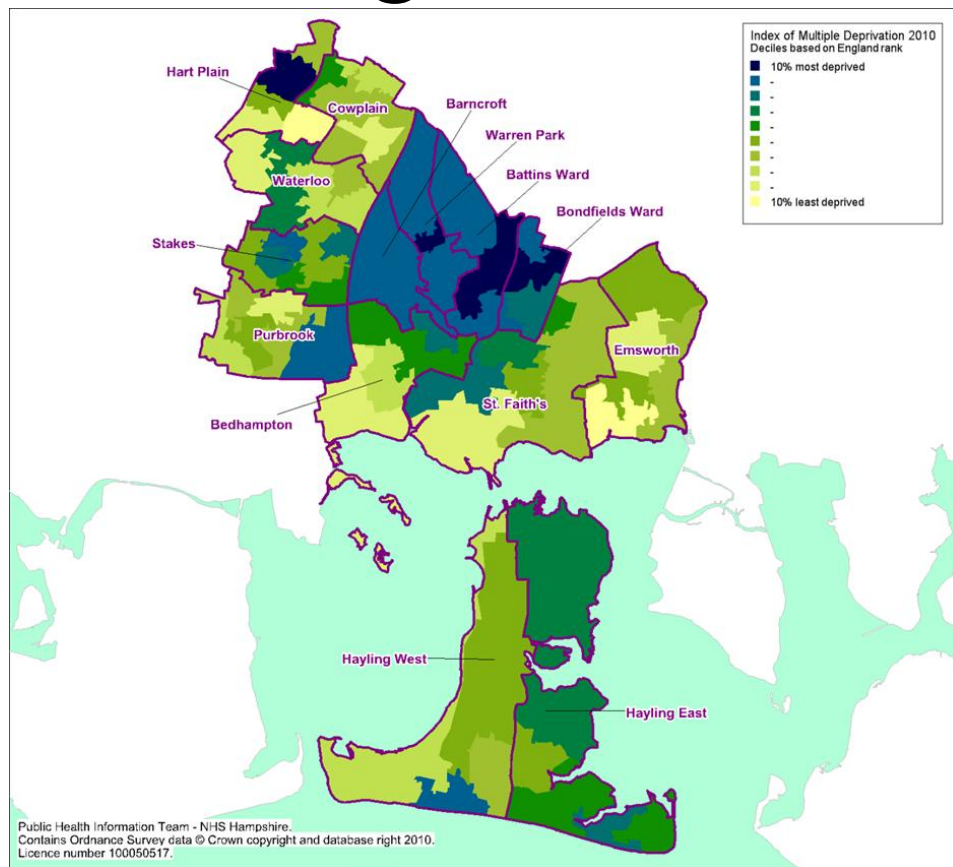 Index of Multiple Deprivation 2010
Deciles based on England rank
10% most deprived
-
-
-
-
-
-
-
-
10% least deprived
Hart Plain
Cowplain
Barncroft
Warren Park
Battins Ward
Bondfields Ward
Waterloo
Stakes
Purbrook
Emsworth
Bedhampton
St. Faith's
Hayling West
Hayling East
Public Health Information Team - NHS Hampshire.
Contains Ordnance Survey data © Crown copyright and database right 2010.
Licence number 100050517.